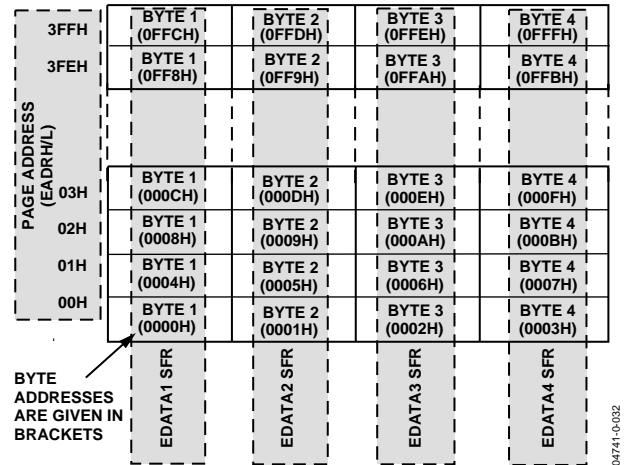 3FFH
BYTE 1 BYTE 2 BYTE 3 BYTE 4
(0FFCH) (0FFDH) (0FFEH) (0FFFH)
3FEH
BYTE 1 BYTE 2 BYTE 3 BYTE 4
(0FF8H) (0FF9H) (0FFAH) (0FFBH)
PAGE ADDRESS
(EADRH/L)
03H
BYTE 1 BYTE 2 BYTE 3 BYTE 4
(000CH) (000DH) (000EH) (000FH)
02H
BYTE 1 BYTE 2 BYTE 3 BYTE 4
(0008H) (0009H) (000AH) (000BH)
01H
BYTE 1 BYTE 2 BYTE 3 BYTE 4
(0004H) (0005H) (0006H) (0007H)
00H
BYTE 1 BYTE 2 BYTE 3 BYTE 4
(0000H) (0001H) (0002H) (0003H)
BYTE
ADDRESSES
ARE GIVEN IN
BRACKETS
EDATA1 SFR
EDATA2 SFR
EDATA3 SFR
EDATA4 SFR
04741-0-032